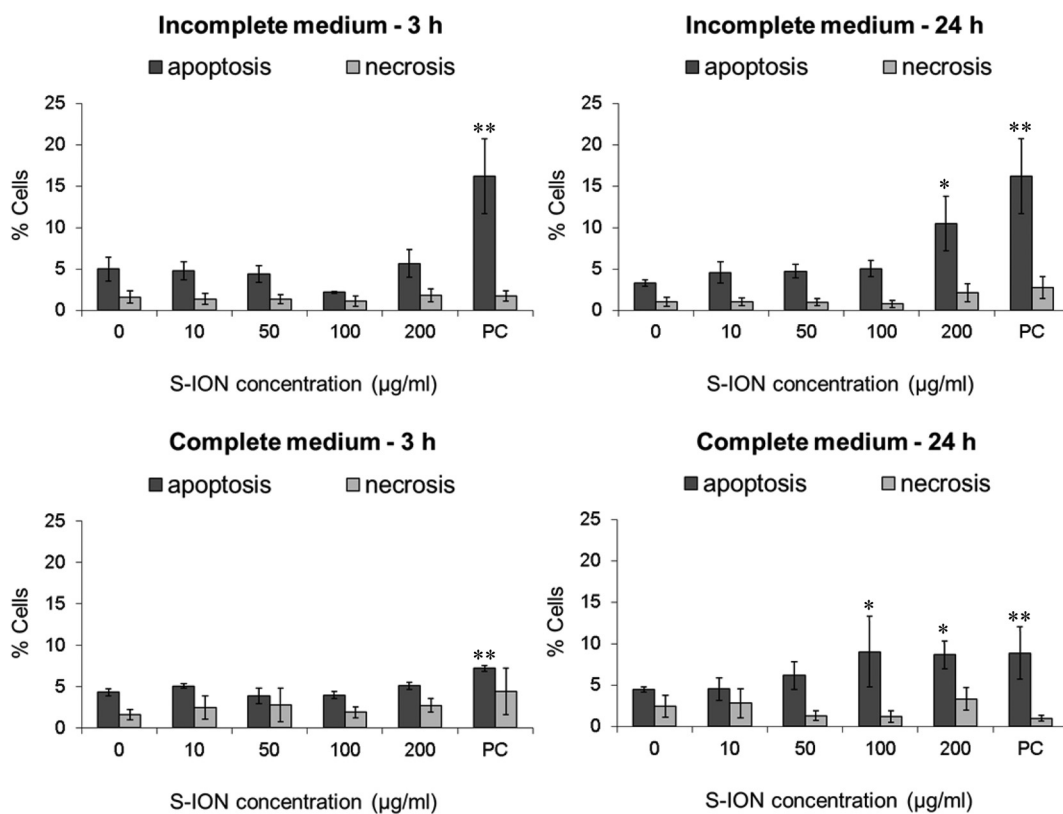 Incomplete medium - 3 h
apoptosis necrosis
25
20
15
10
5
0
% Cells
**
0 10 50 100 200 PC
S-ION concentration (µg/ml)
Incomplete medium - 24 h
apoptosis necrosis
25
20
15
10
5
0
% Cells
* **
0 10 50 100 200 PC
S-ION concentration (µg/ml)
Complete medium - 3 h
apoptosis necrosis
25
20
15
10
5
0
% Cells
**
0 10 50 100 200 PC
S-ION concentration (µg/ml)
Complete medium - 24 h
apoptosis necrosis
25
20
15
10
5
0
% Cells
* * **
0 10 50 100 200 PC
S-ION concentration (µg/ml)